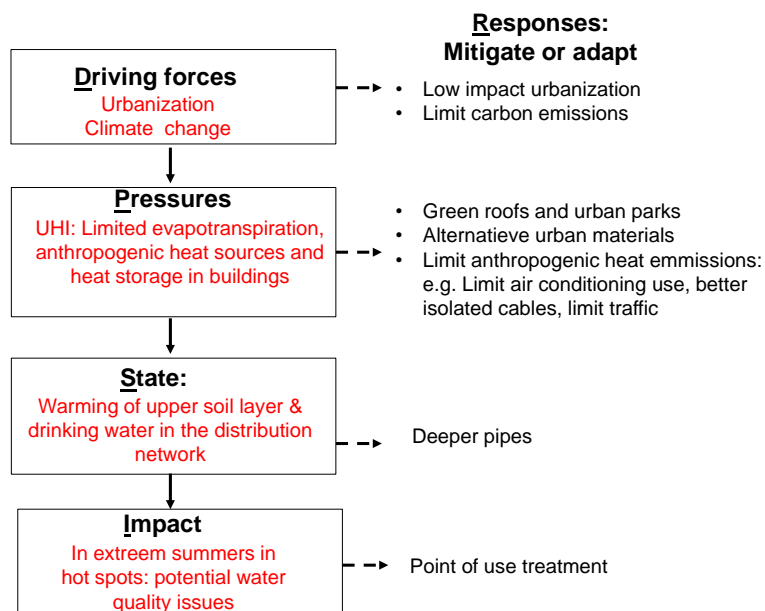 Responses:
Mitigate or adapt
Driving forces
Urbanization
Climate change
• Low impact urbanization
• Limit carbon emissions
Pressures
UHI: Limited evapotranspiration,
anthropogenic heat sources and
heat storage in buildings
• Green roofs and urban parks
• Alternatieve urban materials
• Limit anthropogenic heat emmissions:
e.g. Limit air conditioning use, better
isolated cables, limit traffic
State:
Warming of upper soil layer &
drinking water in the distribution
network
Deeper pipes
Impact
In extreem summers in
hot spots: potential water
quality issues
Point of use treatment